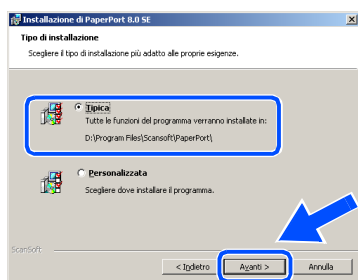 Installazione di PaperPort 8.0 SE
Tipo di installazione
Scegliere il tipo di installazione più adatto alle proprie esigenze.
Tipica
Tutte le funzioni del programma verranno installate in:
D:\Program Files\Scansoft\PaperPort\
Personalizzata
Scegliere dove installare il programma.
ScanSoft
< Indietro
Avanti >
Annulla